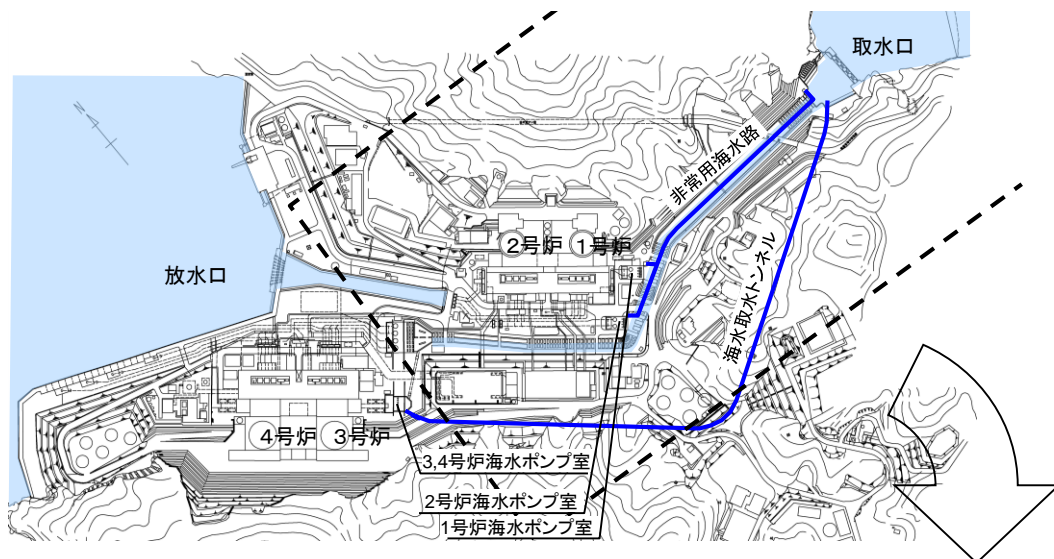 取水口
非常用海水路
2号炉
1号炉
放水口
海水取水トンネル
4号炉
3号炉
3,4号炉海水ポンプ室
2号炉海水ポンプ室
1号炉海水ポンプ室